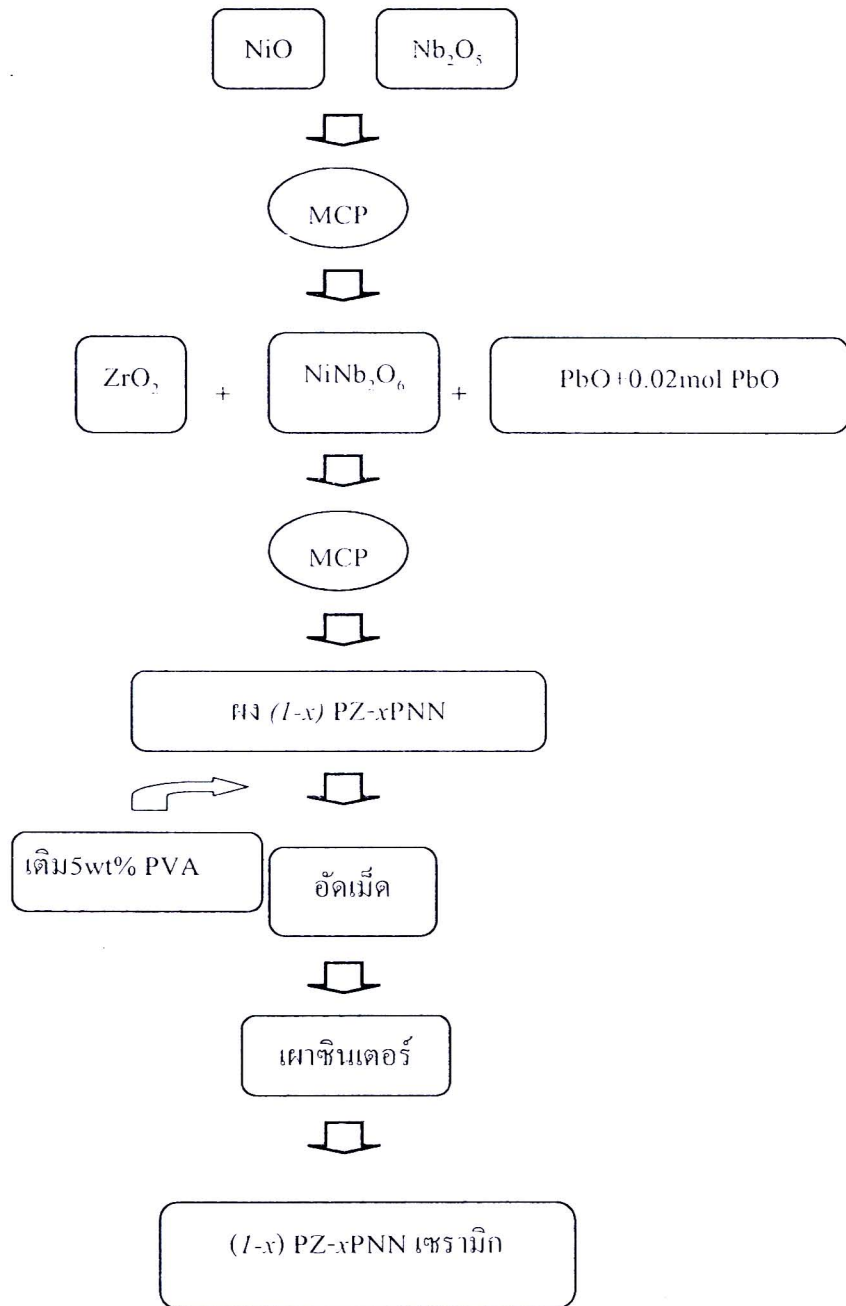 NiO
Nb₂O₅
MCP
ZrO₂ + NiNb₂O₆ + PbO+0.02mol PbO
MCP
ผง (1-x) PZ-xPNN
เติม5wt% PVA
อัดเม็ด
เผาซินเตอร์
(1-x) PZ-xPNN เซรามิก